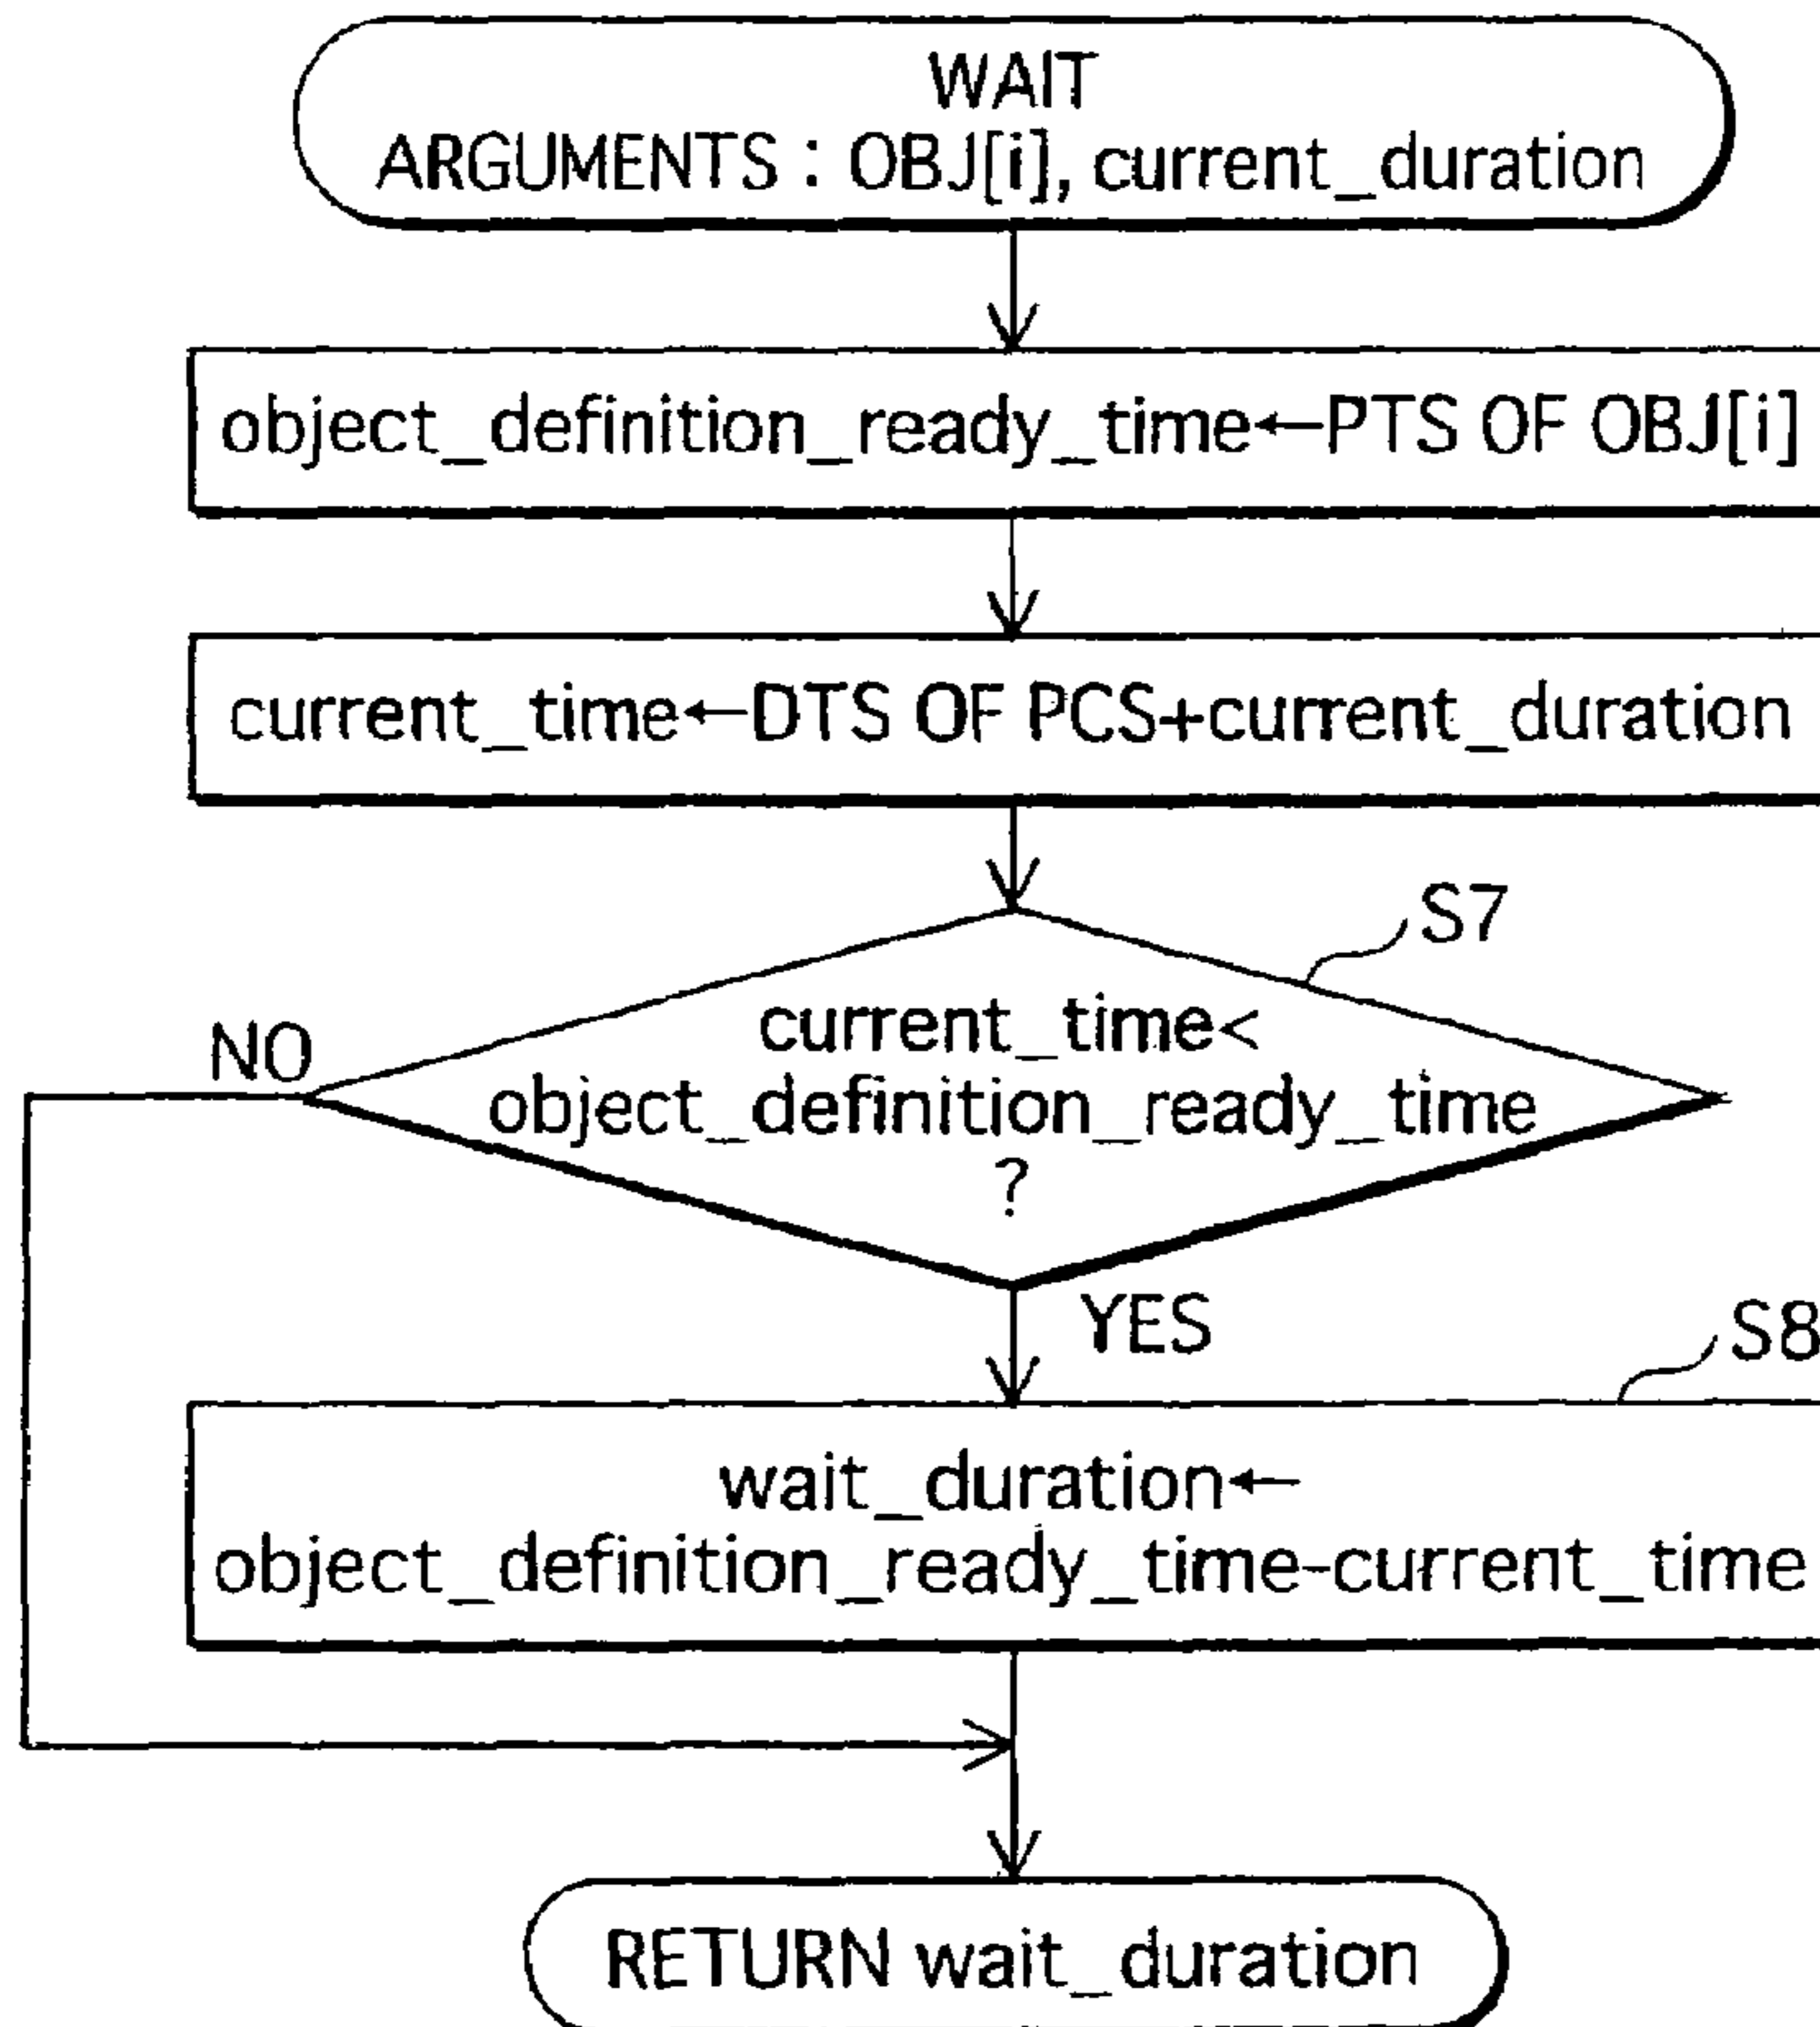 WAIT
ARGUMENTS : OBJ[i], current_duration
object_definition_ready_time←PTS OF OBJ[i]
current_time←DTS OF PCS+current_duration
S7
current_time<
object_definition_ready_time
?
NO
YES
S8
wait_duration←
object_definition_ready_time-current_time
RETURN wait_duration